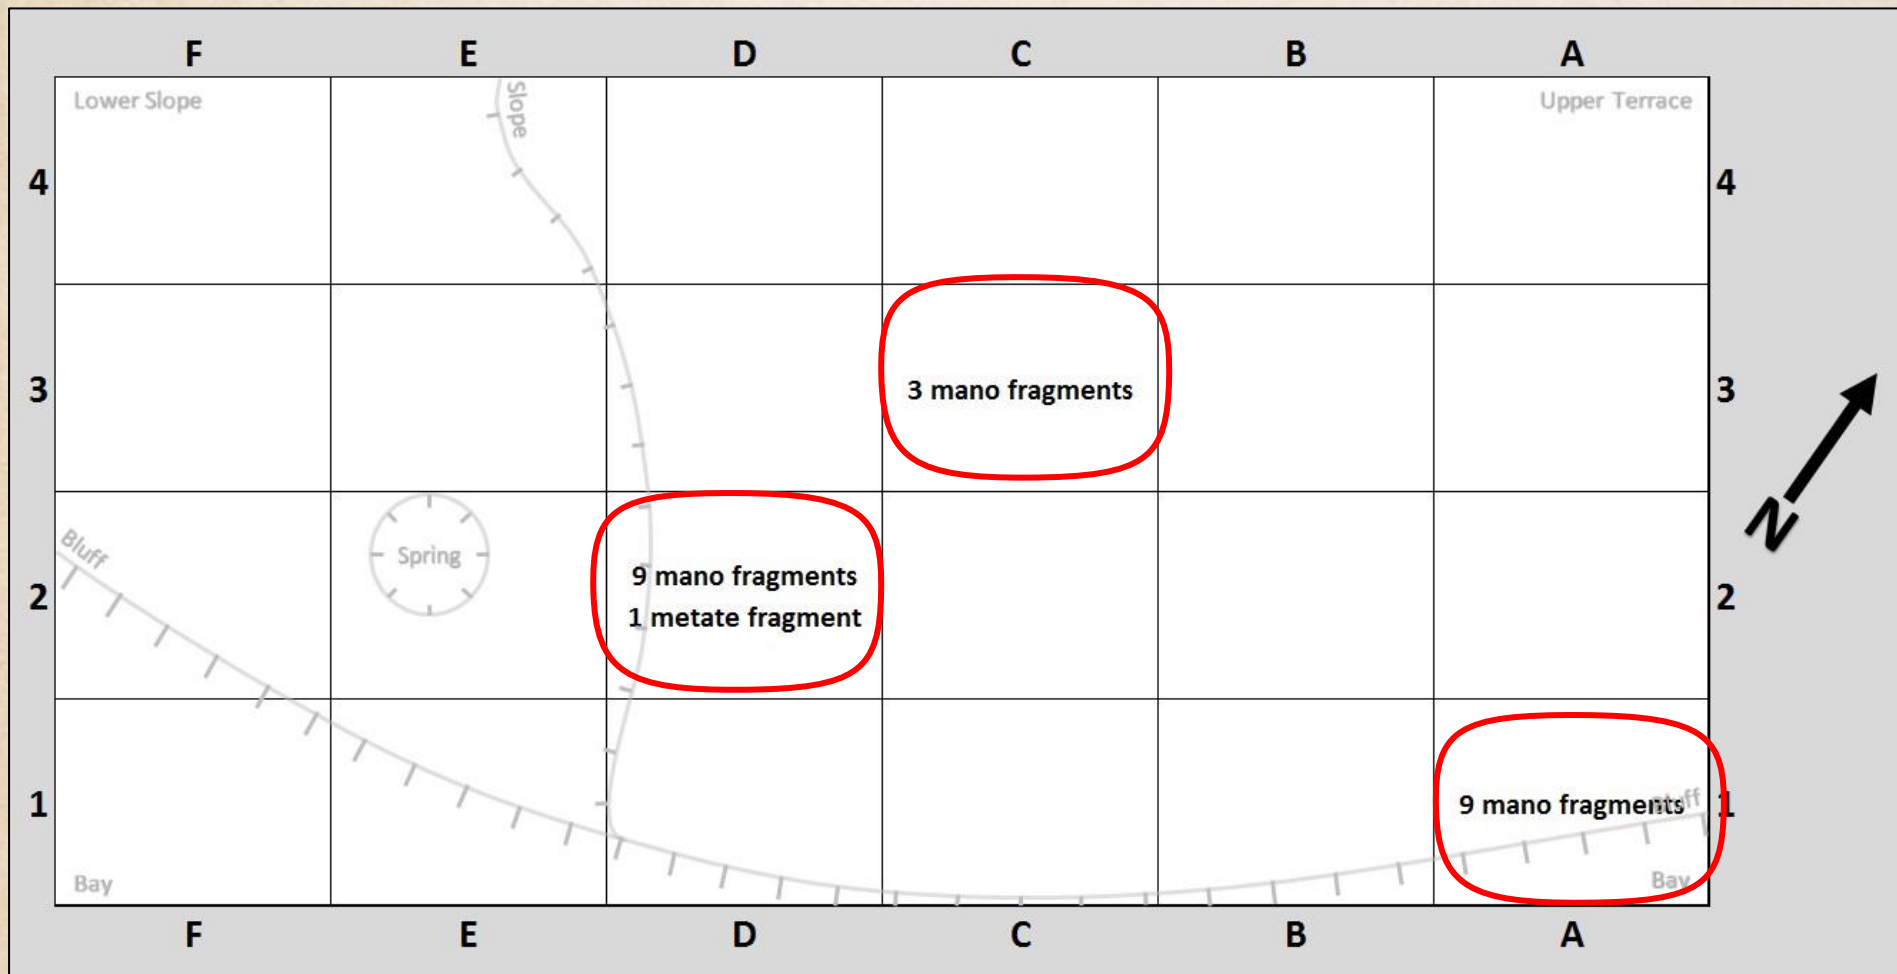 F E D C B A
Lower Slope
Slope
Upper Terrace
4 4
3 3 mano fragments 3
N
Bluff
Spring
2 9 mano fragments 2
1 metate fragment
1 9 mano fragments 1
Bluff
Bay
Bay
F E D C B A